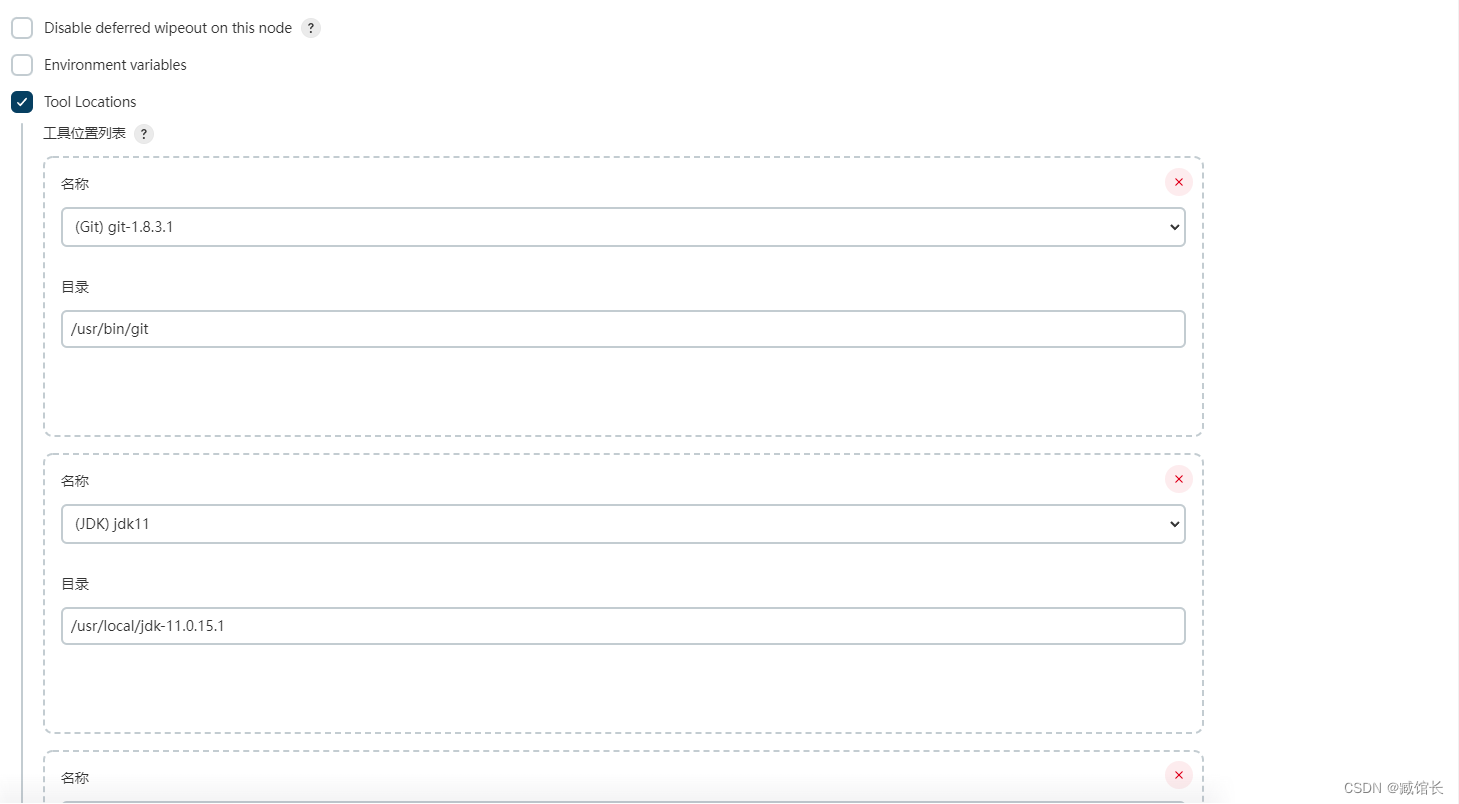 Disable deferred wipeout on this node ?
Environment variables
Tool Locations
工具位置列表 ?
名称
(Git) git-1.8.3.1
目录
/usr/bin/git
名称
(JDK) jdk11
目录
/usr/local/jdk-11.0.15.1
名称
CSDN @臧馆长